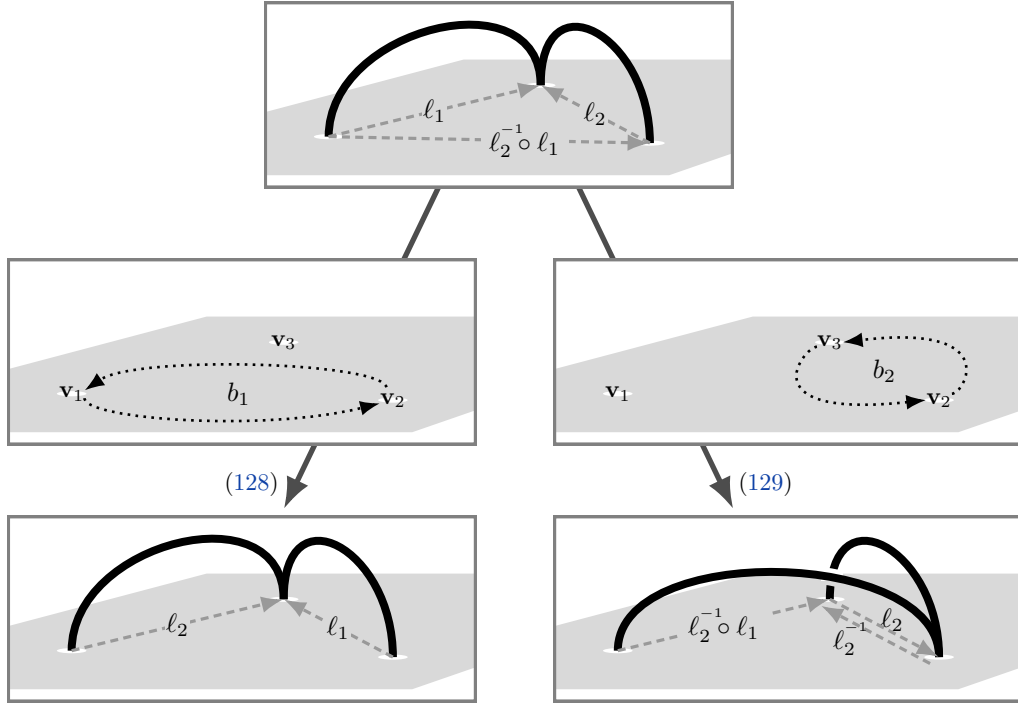 ℓ₁
ℓ₂
ℓ₂⁻¹ ∘ ℓ₁
v₃
v₁
b₁
v₂
v₃
b₂
v₁
v₂
(128)
(129)
ℓ₂
ℓ₁
ℓ₂⁻¹ ∘ ℓ₁
ℓ₂
ℓ₂⁻¹